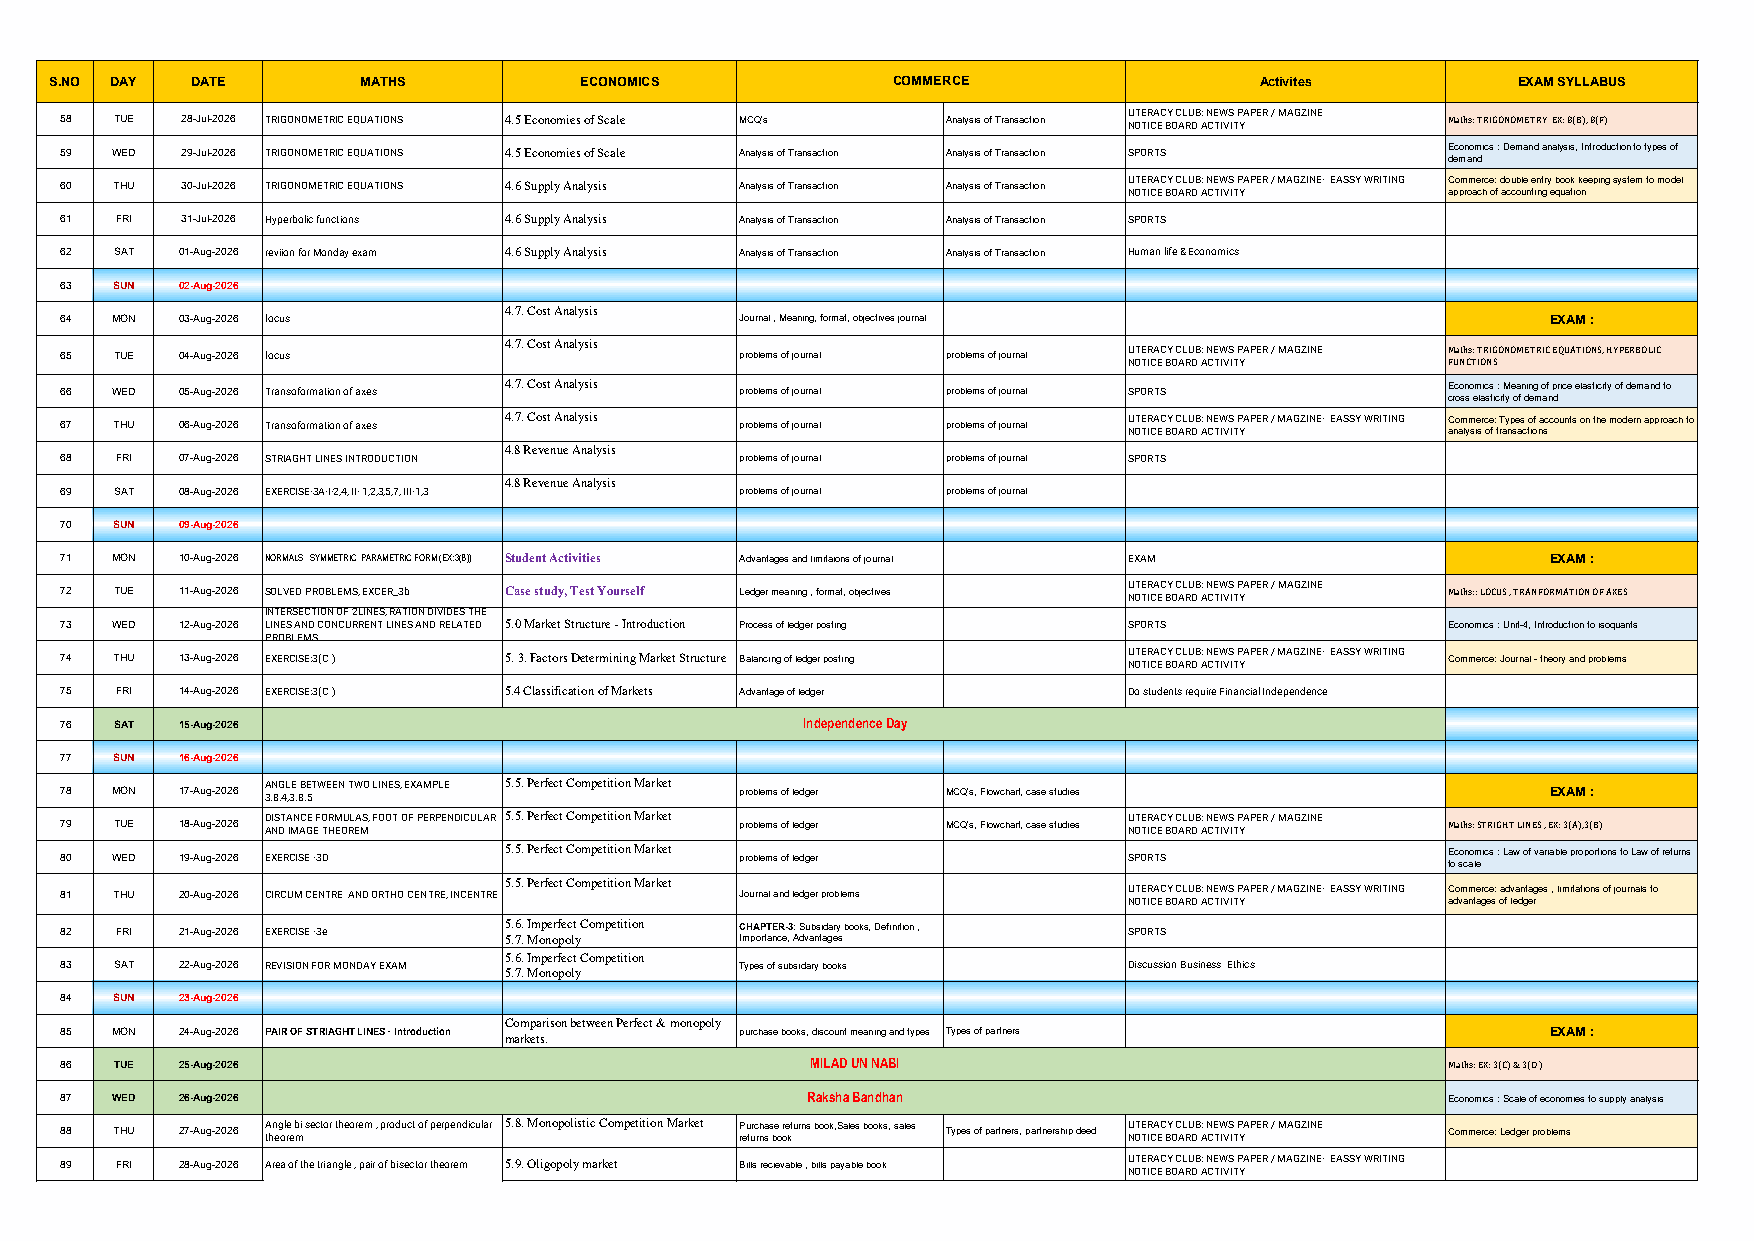 S.NO DAY DATE MATHS ECONOMICS COMMERCE Activites EXAM SYLLABUS
58 TUE 28-Jul-2026 TRIGONOMETRIC EQUATIONS 4.5 Economies of Scale MCQ's Analysis of Transaction LITERACY CLUB: NEWS PAPER / MAGZINE NOTICE BOARD ACTIVITY Maths: TRIGONOMETRY EX: 8(B), 8(F)
59 WED 29-Jul-2026 TRIGONOMETRIC EQUATIONS 4.5 Economies of Scale Analysis of Transaction Analysis of Transaction SPORTS Economics : Demand analysis, Introduction to types of demand
60 THU 30-Jul-2026 TRIGONOMETRIC EQUATIONS 4.6 Supply Analysis Analysis of Transaction Analysis of Transaction LITERACY CLUB: NEWS PAPER / MAGZINE- EASSY WRITING NOTICE BOARD ACTIVITY Commerce: double entry book keeping system to model approach of accounting equation
61 FRI 31-Jul-2026 Hyperbolic functions 4.6 Supply Analysis Analysis of Transaction Analysis of Transaction SPORTS
62 SAT 01-Aug-2026 reviion for Monday exam 4.6 Supply Analysis Analysis of Transaction Analysis of Transaction Human life & Economics
63 SUN 02-Aug-2026
64 MON 03-Aug-2026 locus 4.7. Cost Analysis Journal , Meaning, format, objectives journal EXAM :
65 TUE 04-Aug-2026 locus 4.7. Cost Analysis problems of journal problems of journal LITERACY CLUB: NEWS PAPER / MAGZINE NOTICE BOARD ACTIVITY Maths: TRIGONOMETRIC EQUATIONS, HYPERBOLIC FUNCTIONS
66 WED 05-Aug-2026 Transoformation of axes 4.7. Cost Analysis problems of journal problems of journal SPORTS Economics : Meaning of price elasticity of demand to cross elasticity of demand
67 THU 06-Aug-2026 Transoformation of axes 4.7. Cost Analysis problems of journal problems of journal LITERACY CLUB: NEWS PAPER / MAGZINE- EASSY WRITING NOTICE BOARD ACTIVITY Commerce: Types of accounts on the modern approach to analysis of transactions
68 FRI 07-Aug-2026 STRIAGHT LINES INTRODUCTION 4.8 Revenue Analysis problems of journal problems of journal SPORTS
69 SAT 08-Aug-2026 EXERCISE-3A-I-2,4, II- 1,2,3,5,7, III-1,3 4.8 Revenue Analysis problems of journal problems of journal
70 SUN 09-Aug-2026
71 MON 10-Aug-2026 NORMALS SYMMETRIC PARAMETRIC FORM (EX:3(B)) Student Activities Advantages and limitaions of journal EXAM EXAM :
72 TUE 11-Aug-2026 SOLVED PROBLEMS, EXCER_3b Case study, Test Yourself Ledger meaning , format, objectives LITERACY CLUB: NEWS PAPER / MAGZINE NOTICE BOARD ACTIVITY Maths:: LOCUS , TRANFORMATION OF AXES
73 WED 12-Aug-2026 INTERSECTION OF 2LINES, RATION DIVIDES THE LINES AND CONCURRENT LINES AND RELATED PROBLEMS 5.0 Market Structure - Introduction Process of ledger posting SPORTS Economics : Unit-4, Introduction to isoquants
74 THU 13-Aug-2026 EXERCISE:3(C ) 5. 3. Factors Determining Market Structure Balancing of ledger posting LITERACY CLUB: NEWS PAPER / MAGZINE- EASSY WRITING NOTICE BOARD ACTIVITY Commerce: Journal - theory and problems
75 FRI 14-Aug-2026 EXERCISE:3(C ) 5.4 Classification of Markets Advantage of ledger Do students require Financial Independence
76 SAT 15-Aug-2026 Independence Day
77 SUN 16-Aug-2026
78 MON 17-Aug-2026 ANGLE BETWEEN TWO LINES, EXAMPLE 3.8.4,3.8.5 5.5. Perfect Competition Market problems of ledger MCQ's, Flowchart, case studies EXAM :
79 TUE 18-Aug-2026 DISTANCE FORMULAS, FOOT OF PERPENDICULAR AND IMAGE THEOREM 5.5. Perfect Competition Market problems of ledger MCQ's, Flowchart, case studies LITERACY CLUB: NEWS PAPER / MAGZINE NOTICE BOARD ACTIVITY Maths: STRIGHT LINES , EX: 3(A),3(B)
80 WED 19-Aug-2026 EXERCISE -3D 5.5. Perfect Competition Market problems of ledger SPORTS Economics : Law of variable proportions to Law of returns to scale
81 THU 20-Aug-2026 CIRCUM CENTRE AND ORTHO CENTRE, INCENTRE 5.5. Perfect Competition Market Journal and ledger problems LITERACY CLUB: NEWS PAPER / MAGZINE- EASSY WRITING NOTICE BOARD ACTIVITY Commerce: advantages , limitations of journals to advantages of ledger
82 FRI 21-Aug-2026 EXERCISE -3e 5.6. Imperfect Competition 5.7. Monopoly CHAPTER-3: Subsidary books, Definition , Importance, Advantages SPORTS
83 SAT 22-Aug-2026 REVISION FOR MONDAY EXAM 5.6. Imperfect Competition 5.7. Monopoly Types of subsidary books Discussion Business Ethics
84 SUN 23-Aug-2026
85 MON 24-Aug-2026 PAIR OF STRIAGHT LINES - Introduction Comparison between Perfect & monopoly markets. purchase books, discount meaning and types Types of partners EXAM :
86 TUE 25-Aug-2026 MILAD UN NABI Maths: EX: 3(C) & 3(D )
87 WED 26-Aug-2026 Raksha Bandhan Economics : Scale of economies to supply analysis
88 THU 27-Aug-2026 Angle bi sector theorem , product of perpendicular theorem 5.8. Monopolistic Competition Market Purchase returns book,Sales books, sales returns book Types of partners, partnership deed LITERACY CLUB: NEWS PAPER / MAGZINE NOTICE BOARD ACTIVITY Commerce: Ledger problems
89 FRI 28-Aug-2026 Area of the triangle , pair of bisector theorem 5.9. Oligopoly market Bills recievable , bills payable book LITERACY CLUB: NEWS PAPER / MAGZINE- EASSY WRITING NOTICE BOARD ACTIVITY